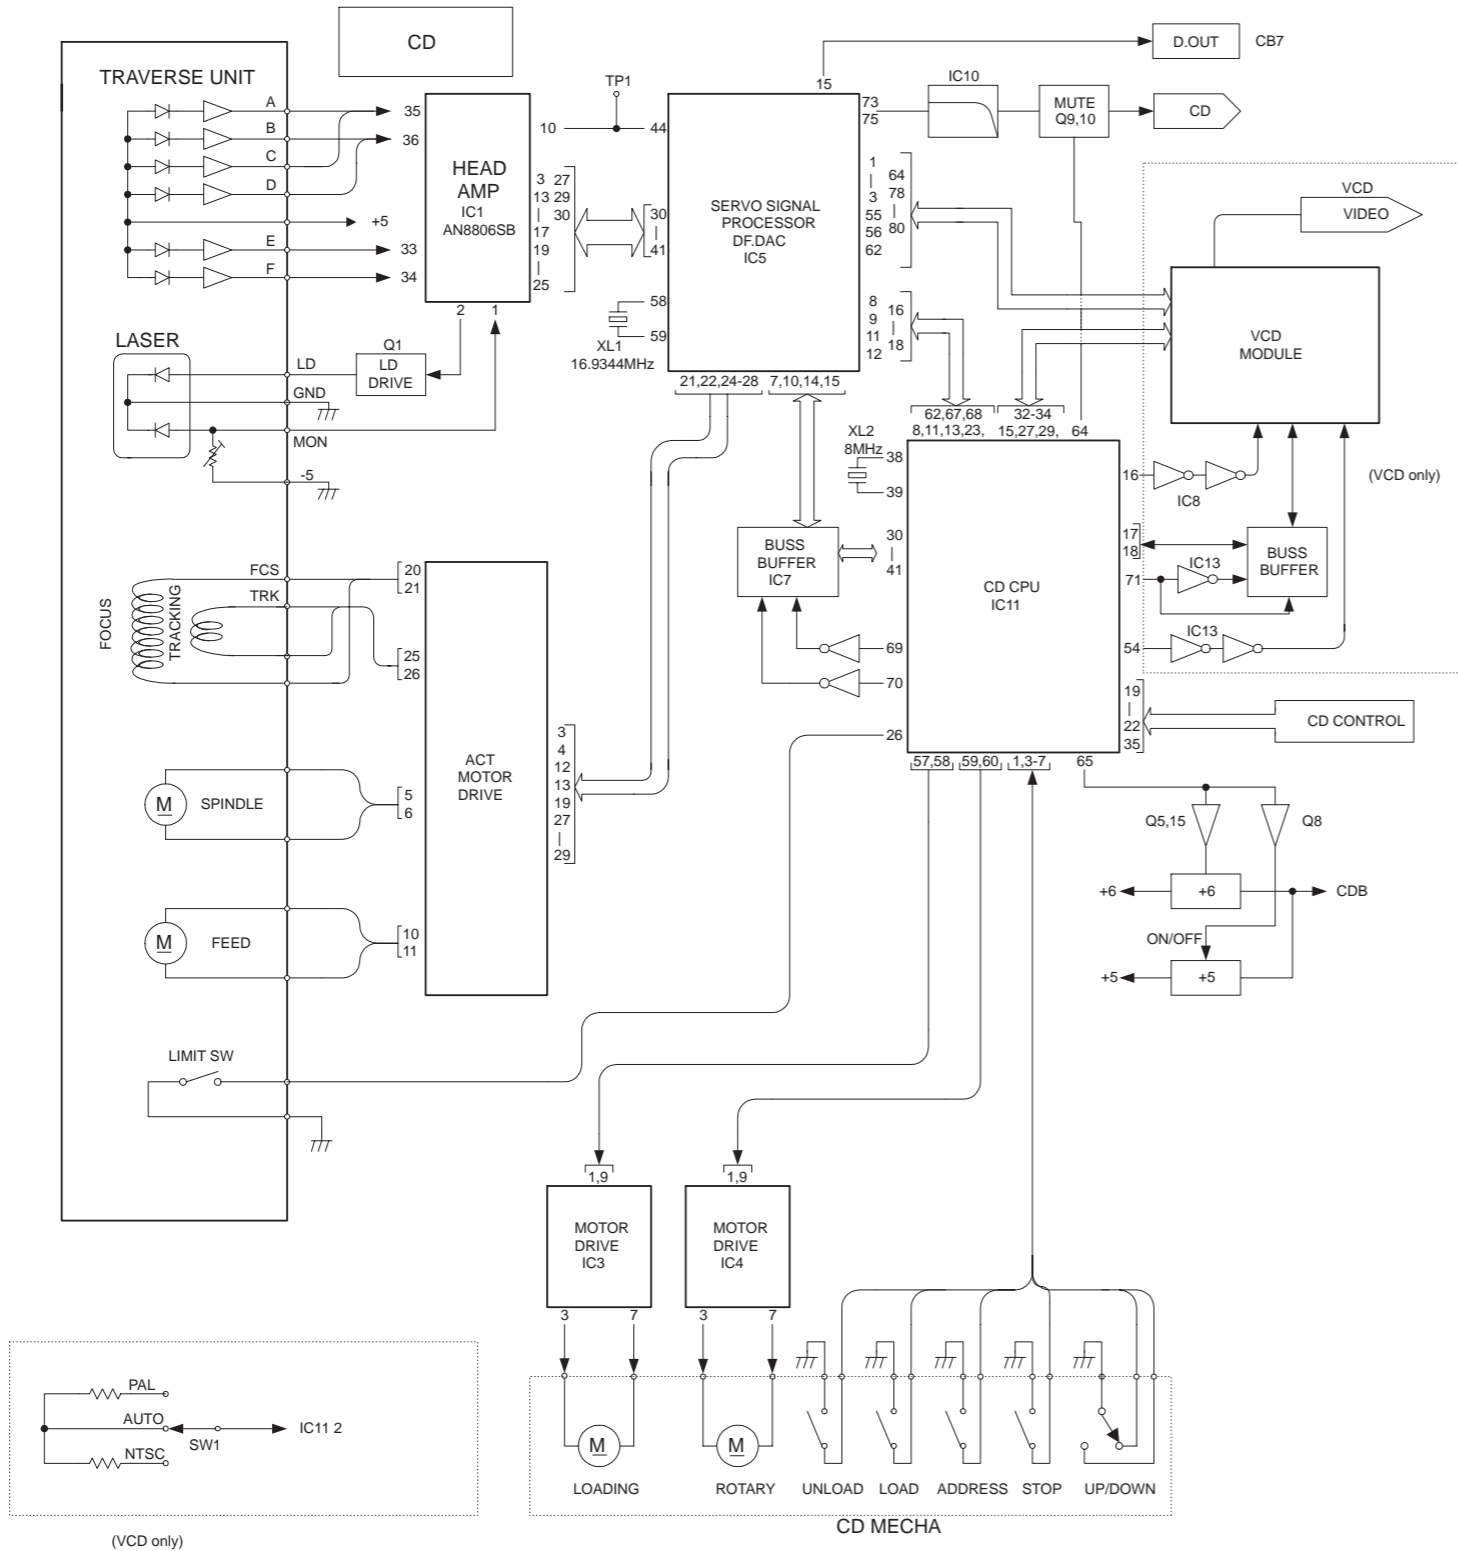 CD
TRAVERSE UNIT
A
B
C
D
+5
E
F
35
36
33
34
HEAD
AMP
IC1
AN8806SB
10
3 27
13 29
| 30
17
19
|
25
2
1
TP1
44
30
|
41
58
59
XL1
16.9344MHz
SERVO SIGNAL
PROCESSOR
DF.DAC
IC5
15
73
75
1
|
3
55
56
62
64
78
|
80
8
9
11
12
16
|
18
21,22,24-28
7,10,14,15
D.OUT
CB7
IC10
MUTE
Q9,10
CD
VCD
VIDEO
VCD
MODULE
(VCD only)
LASER
LD
GND
MON
-5
Q1
LD
DRIVE
62,67,68
8,11,13,23,
32-34
15,27,29,
64
XL2
8MHz
38
39
30
|
41
69
70
26
CD CPU
IC11
16
IC8
17
18
71
IC13
BUSS
BUFFER
54
IC13
19
|
22
35
CD CONTROL
BUSS
BUFFER
IC7
57,58
59,60
1,3-7
65
Q5,15
Q8
+6
+6
CDB
ON/OFF
+5
+5
FOCUS
TRACKING
FCS
TRK
20
21
25
26
ACT
MOTOR
DRIVE
3
4
12
13
19
27
|
29
M
SPINDLE
5
6
M
FEED
10
11
LIMIT SW
1,9
MOTOR
DRIVE
IC3
3
7
1,9
MOTOR
DRIVE
IC4
3
7
M
LOADING
M
ROTARY
UNLOAD
LOAD
ADDRESS
STOP
UP/DOWN
CD MECHA
PAL
AUTO
NTSC
SW1
IC11 2
(VCD only)